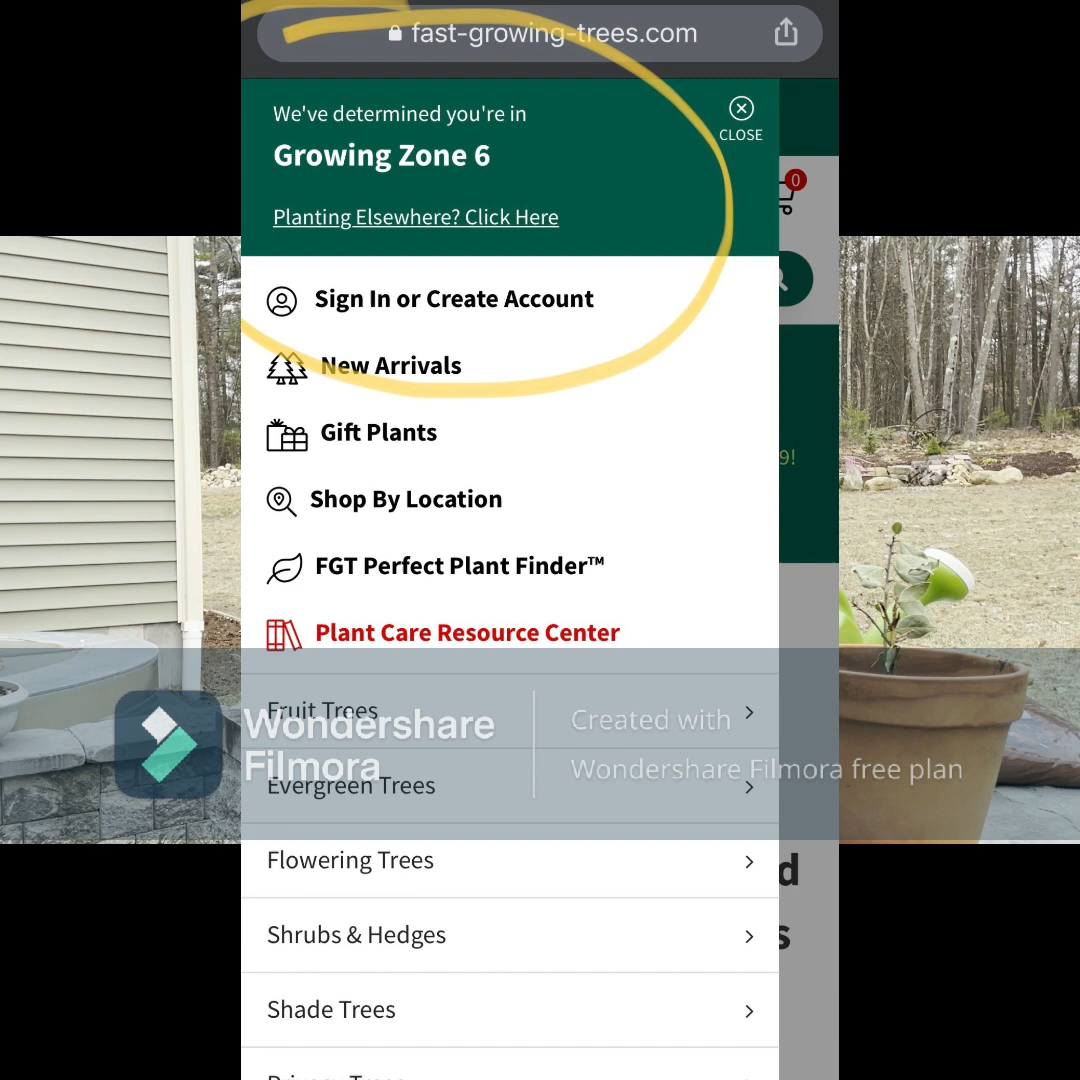 fast-growing-trees.com
We've determined you're in
Growing Zone 6
Planting Elsewhere? Click Here
CLOSE
0
Sign In or Create Account
New Arrivals
9!
Gift Plants
Shop By Location
FGT Perfect Plant Finder™
Plant Care Resource Center
Fruit Trees
Wondershare
Filmora
Created with
Wondershare Filmora free plan
Evergreen Trees
Flowering Trees
d
Shrubs & Hedges
s
Shade Trees